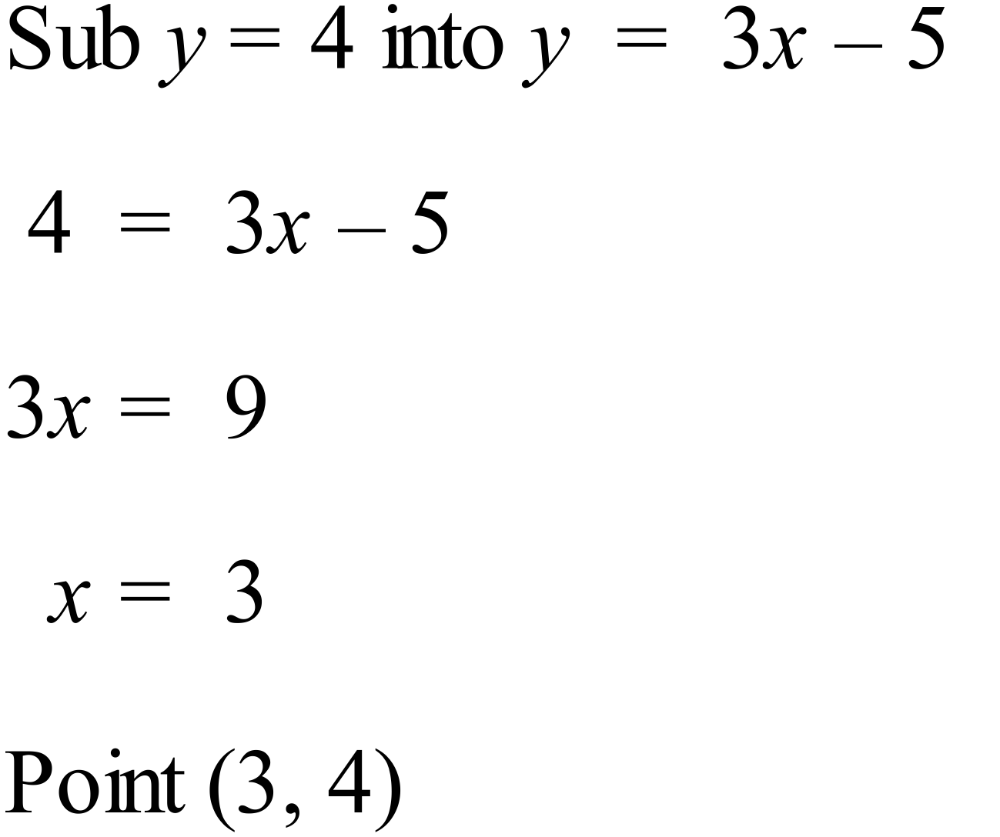 Sub y = 4 into y = 3x – 5
4 = 3x – 5
3x = 9
x = 3
Point (3, 4)